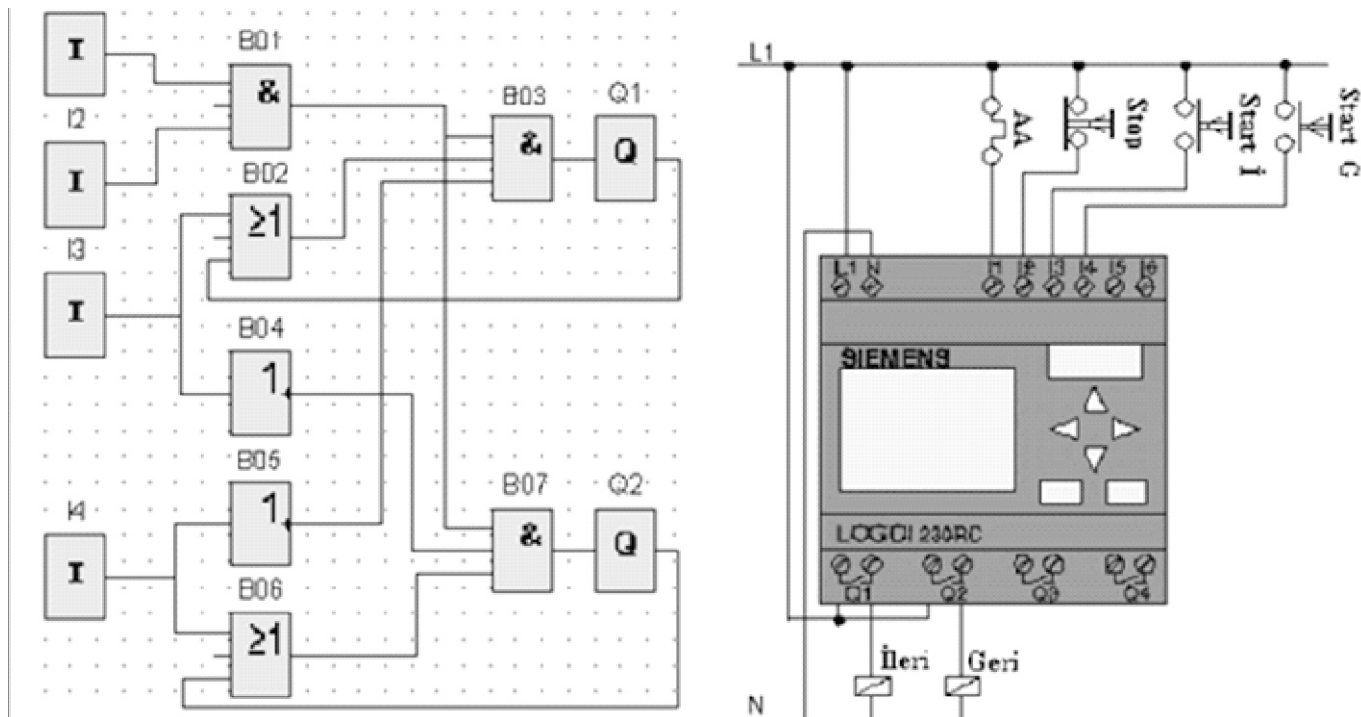 I
I2
I
I3
I
I4
I
B01
&
B02
≥1
B04
1
B05
1
B06
≥1
B03
&
Q1
Q
B07
&
Q2
Q
L1
AA
Stop
Start İ
Start G
L1 N I1 I2 I3 I4 I5 I6
SIEMENS
LOGO! 230RC
Q1 Q2 Q3 Q4
İleri Geri
N